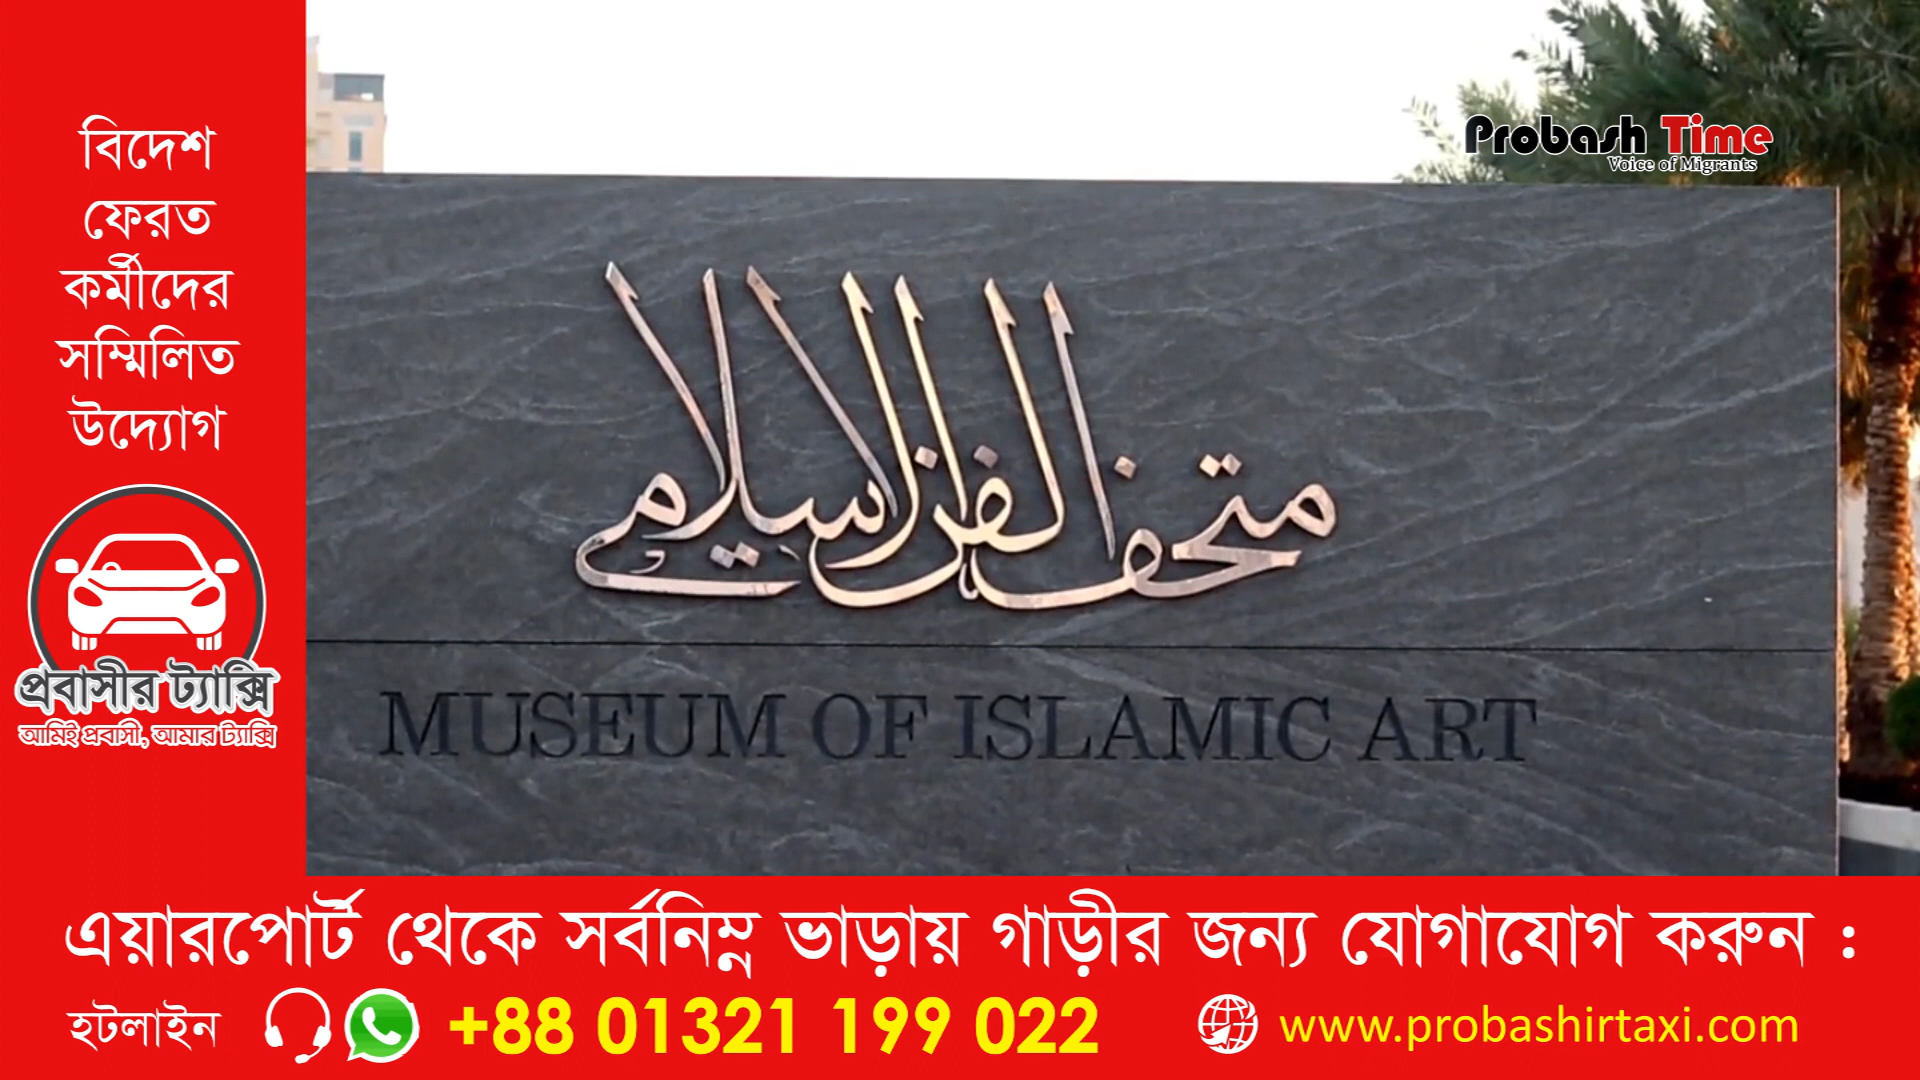 বিদেশ
ফেরত
কর্মীদের
সম্মিলিত
উদ্যোগ
প্রবাসীর ট্যাক্সি
আমিই প্রবাসী, আমার ট্যাক্সি
Probash Time
Voice of Migrants
متحف الفن الإسلامي
MUSEUM OF ISLAMIC ART
এয়ারপোর্ট থেকে সর্বনিম্ন ভাড়ায় গাড়ীর জন্য যোগাযোগ করুন :
হটলাইন +88 01321 199 022 www.probashirtaxi.com